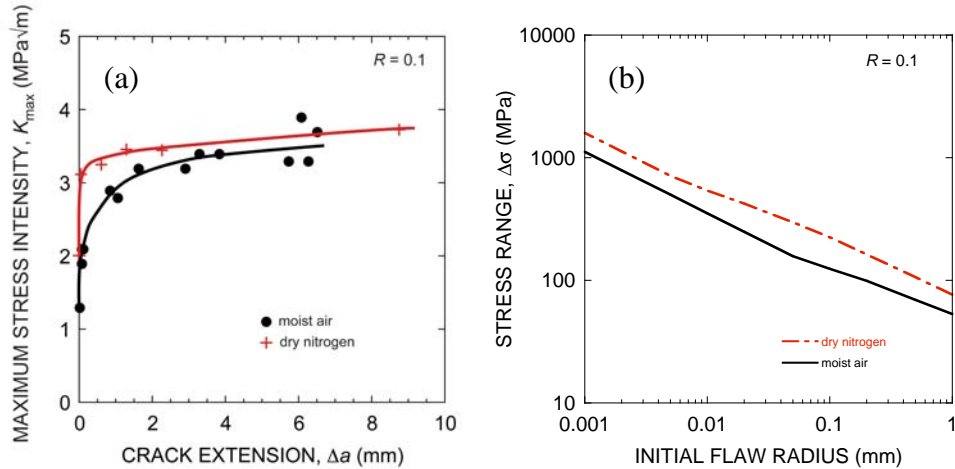 (a)
R = 0.1
MAXIMUM STRESS INTENSITY, Kmax (MPa√m)
5
4
3
2
1
0
moist air
dry nitrogen
0 2 4 6 8 10
CRACK EXTENSION, Δa (mm)
(b)
R = 0.1
STRESS RANGE, Δσ (MPa)
10000
1000
100
10
dry nitrogen
moist air
0.001 0.01 0.1 1
INITIAL FLAW RADIUS (mm)